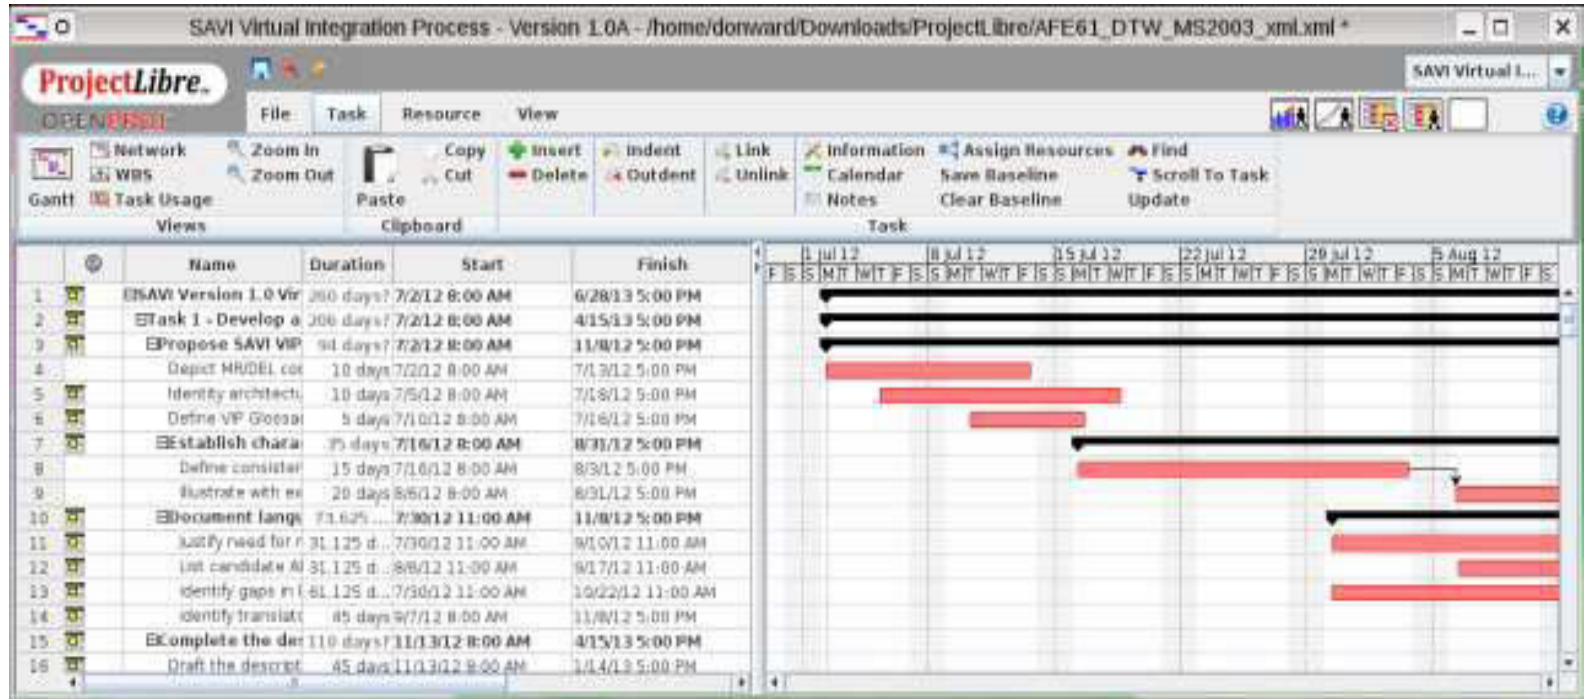 SAVI Virtual Integration Process - Version 1.0A - /home/donward/Downloads/ProjectLibre/AFE61_DTW_MS2003_xml.xml *
ProjectLibre
SAVI Virtual I...
OPENPROJ
File Task Resource View
Network Zoom In Copy Insert Indent Link Information Assign Resources Find
WBS Zoom Out Cut Delete Outdent Unlink Calendar Save Baseline Scroll To Task
Gantt Task Usage Paste Notes Clear Baseline Update
Views Clipboard Task
Name Duration Start Finish
1 Jul 12 8 Jul 12 15 Jul 12 22 Jul 12 29 Jul 12 5 Aug 12
F S S M T W T F S S M T W T F S S M T W T F S S M T W T F S S M T W T F S S M T W T F S
1 SAVI Version 1.0 Vir 260 days? 7/2/12 8:00 AM 6/28/13 5:00 PM
2 Task 1 - Develop a 206 days? 7/2/12 8:00 AM 4/15/13 5:00 PM
3 Propose SAVI VIP 94 days? 7/2/12 8:00 AM 11/8/12 5:00 PM
4 Depict MR/DEL co 10 days 7/2/12 8:00 AM 7/13/12 5:00 PM
5 Identify architectu 10 days 7/5/12 8:00 AM 7/18/12 5:00 PM
6 Define VIP Glossar 5 days 7/10/12 8:00 AM 7/16/12 5:00 PM
7 Establish chara 35 days 7/16/12 8:00 AM 8/31/12 5:00 PM
8 Define consisten 15 days 7/16/12 8:00 AM 8/3/12 5:00 PM
9 Illustrate with ex 20 days 8/6/12 8:00 AM 8/31/12 5:00 PM
10 Document langu 73.625 ... 7/30/12 11:00 AM 11/8/12 5:00 PM
11 Justify need for r 31.125 d... 7/30/12 11:00 AM 9/10/12 11:00 AM
12 List candidate Al 31.125 d... 8/6/12 11:00 AM 9/17/12 11:00 AM
13 Identify gaps in l 61.125 d... 7/30/12 11:00 AM 10/22/12 11:00 AM
14 Identify translato 45 days 9/7/12 8:00 AM 11/8/12 5:00 PM
15 Complete the des 110 days? 11/13/12 8:00 AM 4/15/13 5:00 PM
16 Draft the descript 45 days 11/13/12 8:00 AM 1/14/13 5:00 PM